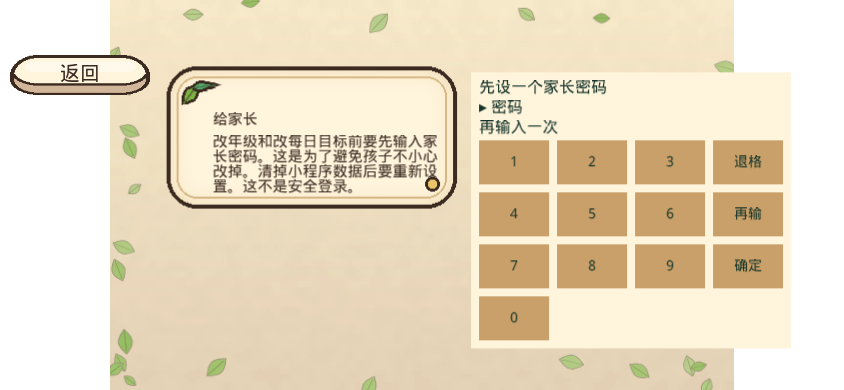 返回
给家长
改年级和改每日目标前要先输入家
长密码。这是为了避免孩子不小心
改掉。清掉小程序数据后要重新设
置。这不是安全登录。
先设一个家长密码
▸ 密码
再输入一次
1 2 3 退格
4 5 6 再输
7 8 9 确定
0